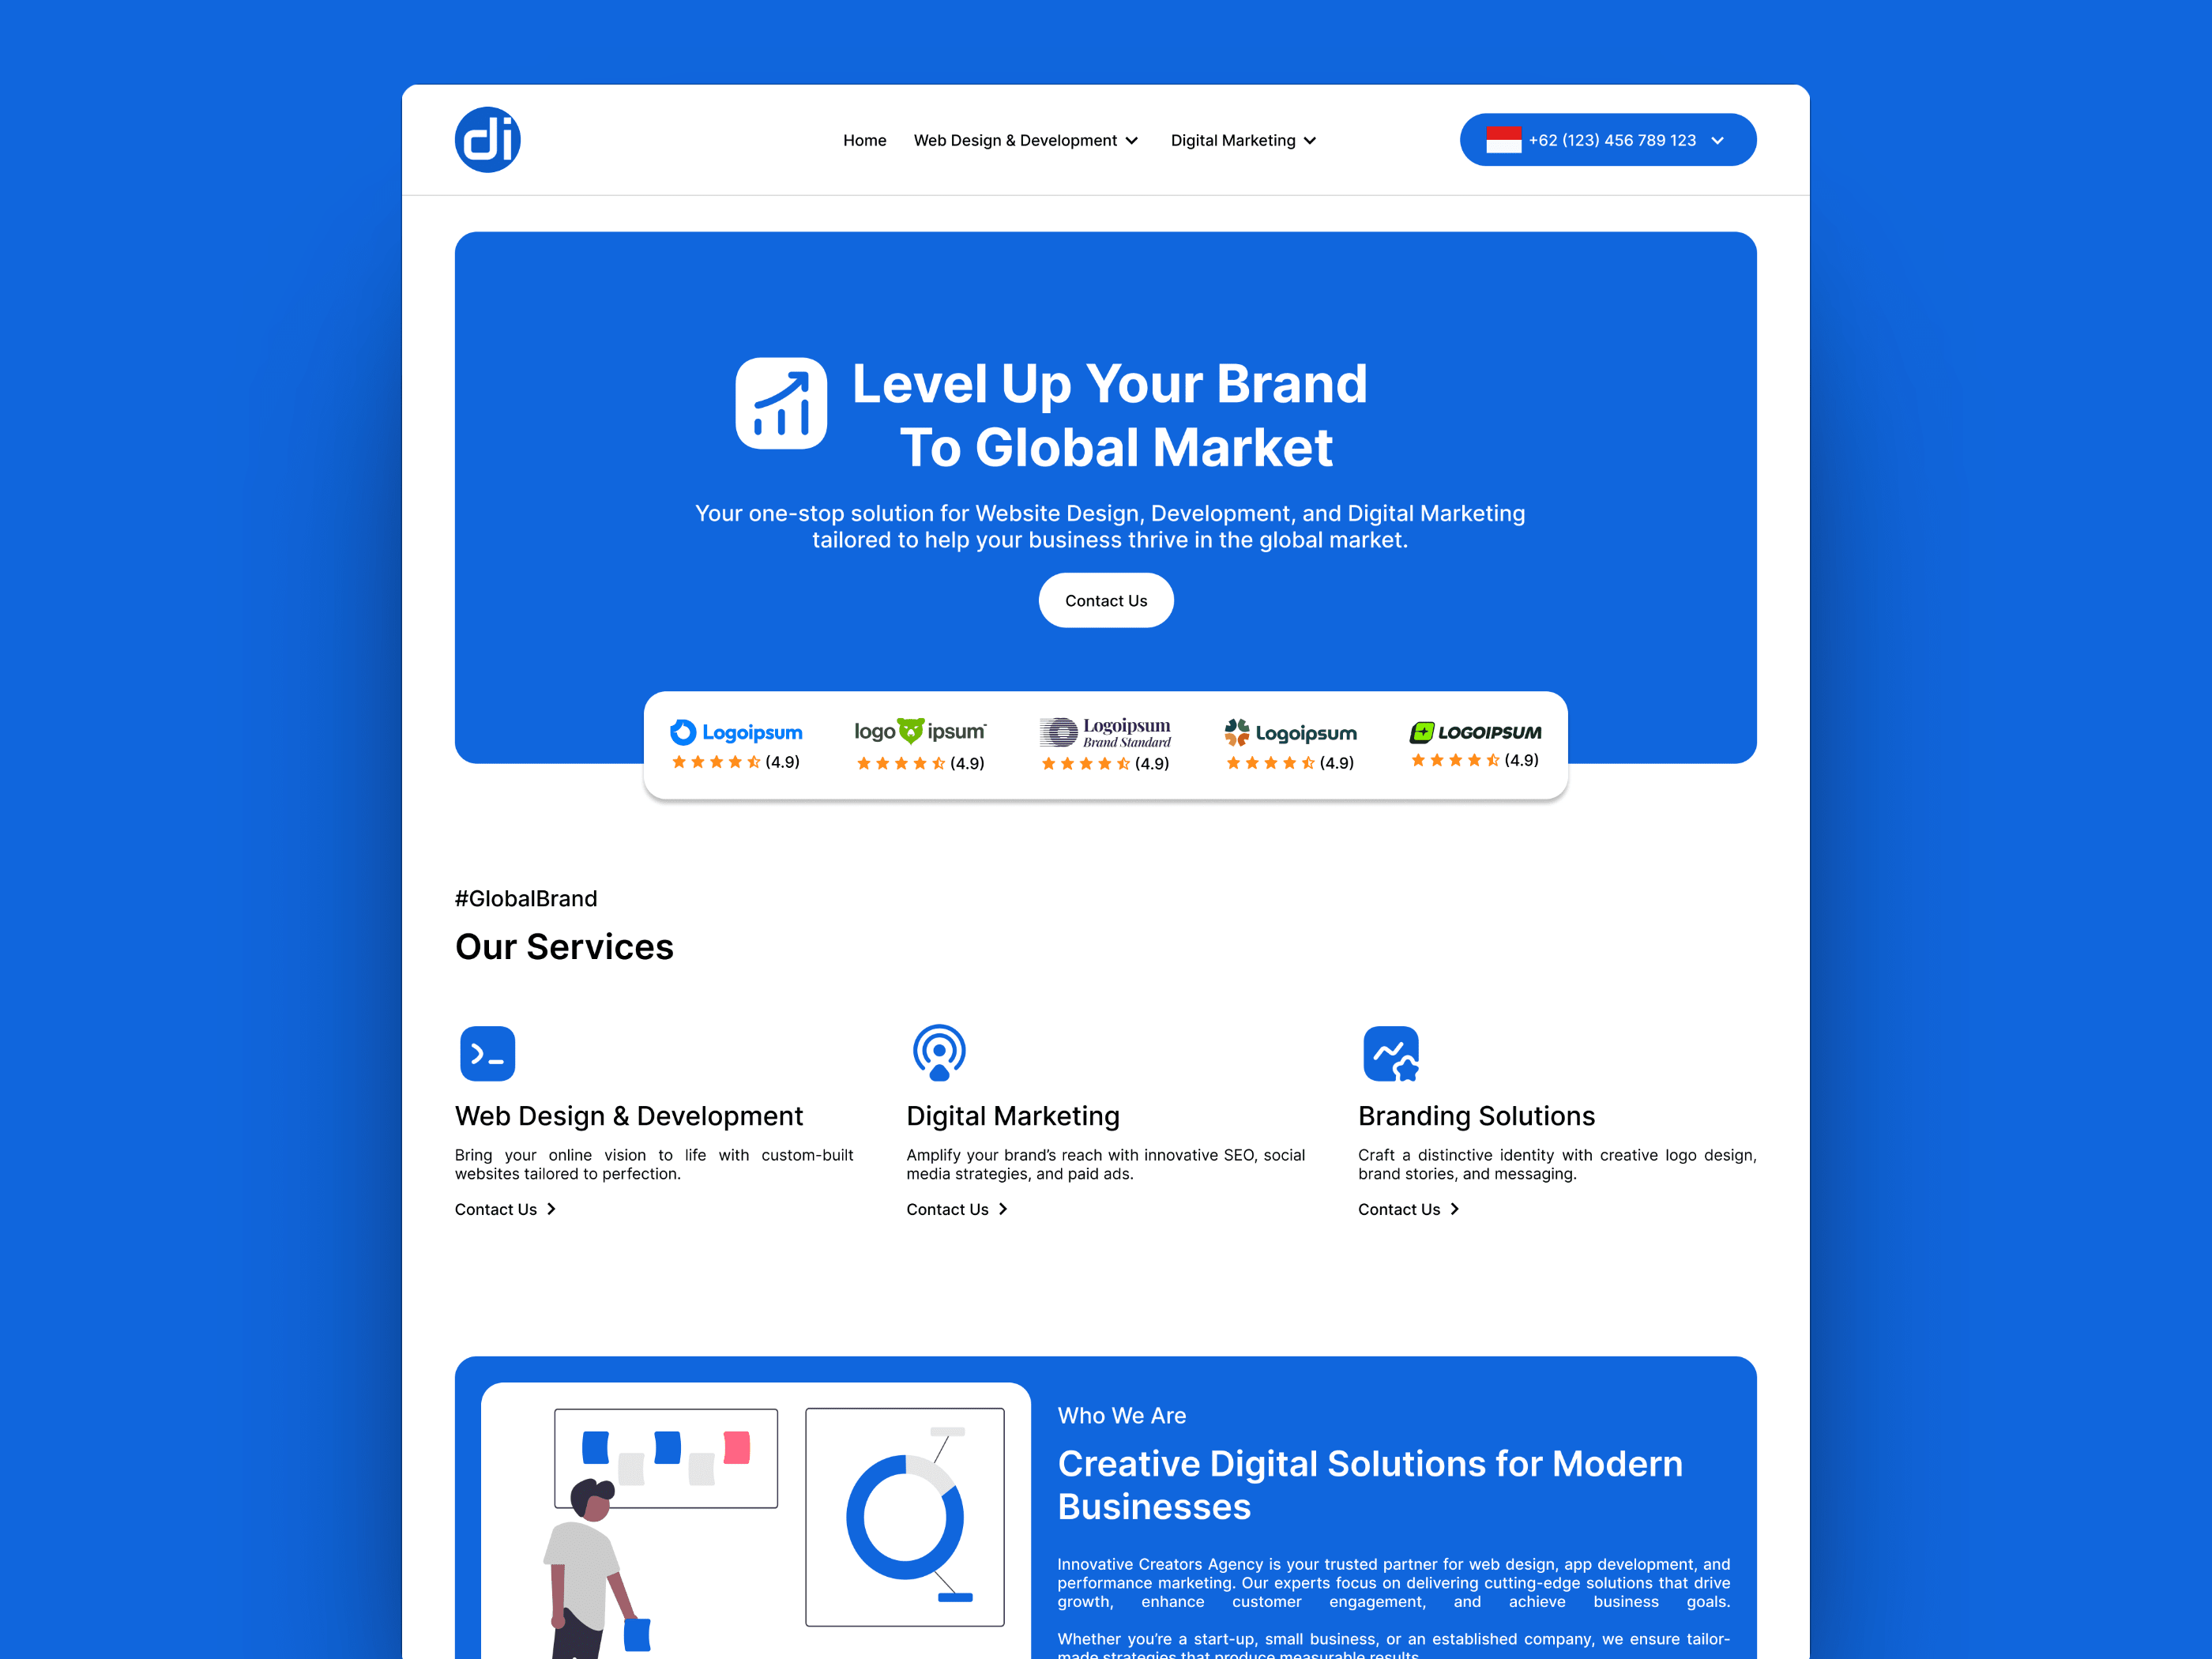 di
Home
Web Design & Development
Digital Marketing
+62 (123) 456 789 123
Level Up Your Brand
To Global Market
Your one-stop solution for Website Design, Development, and Digital Marketing
tailored to help your business thrive in the global market.
Contact Us
Logoipsum
(4.9)
logo ipsum
(4.9)
Logoipsum
Brand Standard
(4.9)
Logoipsum
(4.9)
LOGOIPSUM
(4.9)
#GlobalBrand
Our Services
Web Design & Development
Bring your online vision to life with custom-built
websites tailored to perfection.
Contact Us
Digital Marketing
Amplify your brand’s reach with innovative SEO, social
media strategies, and paid ads.
Contact Us
Branding Solutions
Craft a distinctive identity with creative logo design,
brand stories, and messaging.
Contact Us
Who We Are
Creative Digital Solutions for Modern
Businesses
Innovative Creators Agency is your trusted partner for web design, app development, and
performance marketing. Our experts focus on delivering cutting-edge solutions that drive
growth, enhance customer engagement, and achieve business goals.
Whether you’re a start-up, small business, or an established company, we ensure tailor-
made strategies that produce measurable results.